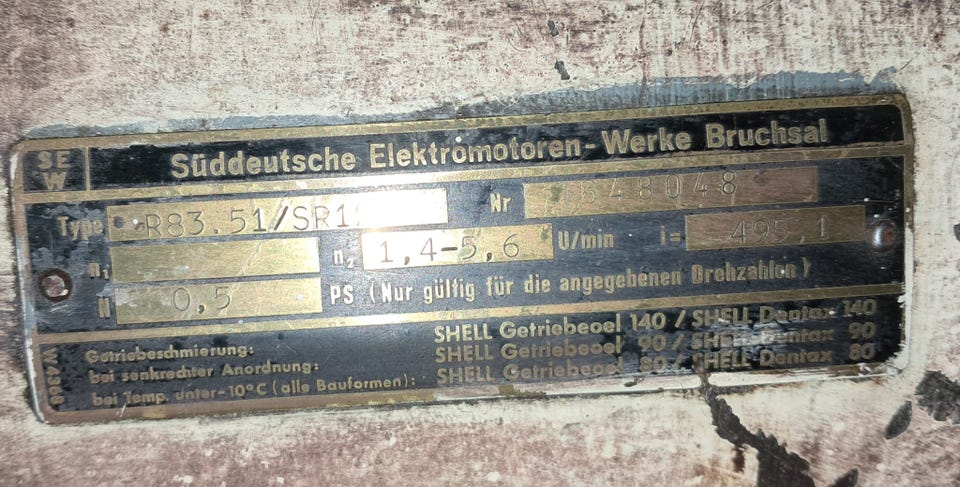 SE
W
Süddeutsche Elektromotoren-Werke Bruchsal
Type R83.51/SR1 Nr 648048
n₁ n₂ 1,4-5,6 U/min i= 495,1
N 0,5 PS (Nur gültig für die angegebenen Drehzahlen)
Getriebeschmierung: SHELL Getriebeoel 140 / SHELL Dentax 140
bei senkrechter Anordnung: SHELL Getriebeoel 90 / SHELL Dentax 90
bei Temp. unter-10°C (alle Bauformen): SHELL Getriebeoel 80 / SHELL Dentax 80